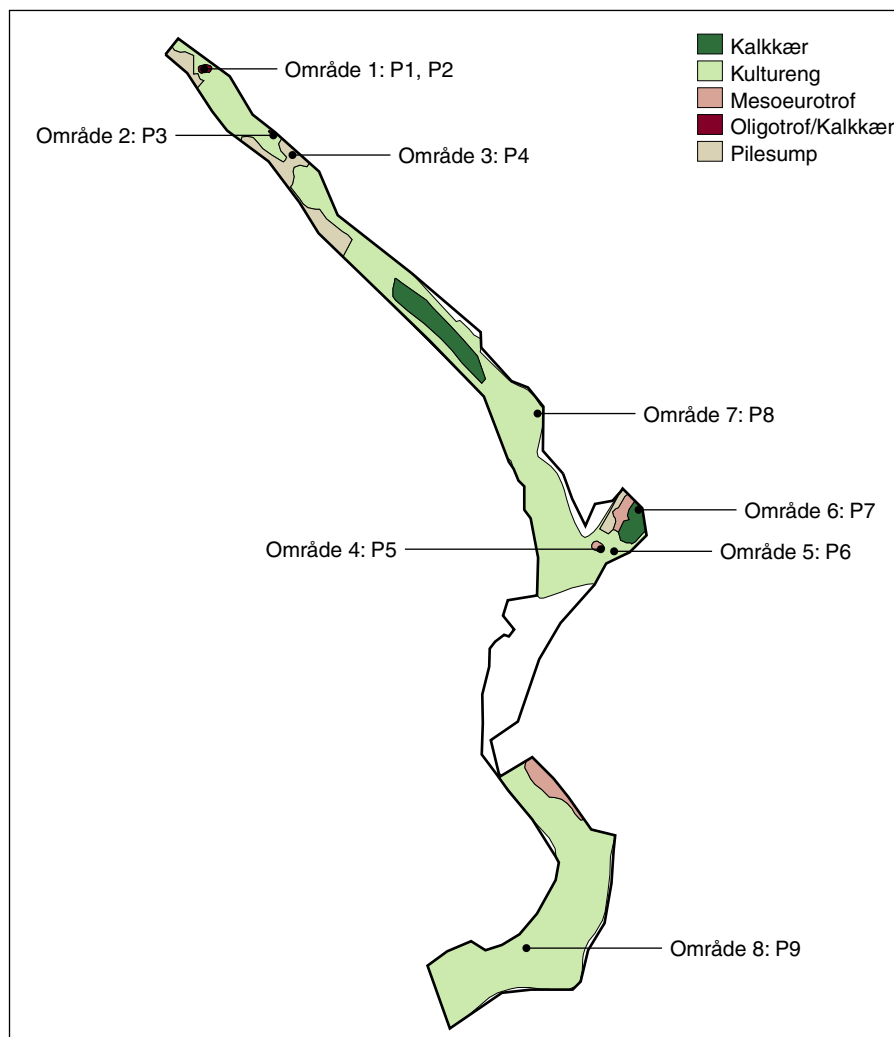 Kalkkær
Kultureng
Mesoeurotrof
Oligotrof/Kalkkær
Pilesump
Område 1: P1, P2
Område 2: P3
Område 3: P4
Område 7: P8
Område 6: P7
Område 4: P5
Område 5: P6
Område 8: P9